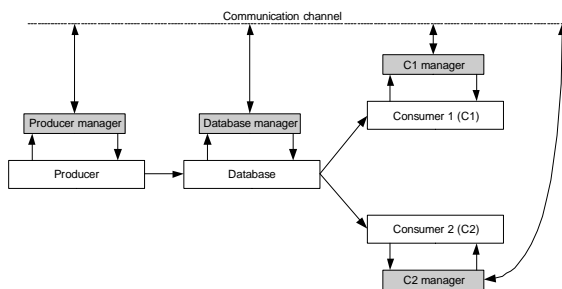 Communication channel
C1 manager
Producer manager
Database manager
Consumer 1 (C1)
Producer
Database
Consumer 2 (C2)
C2 manager